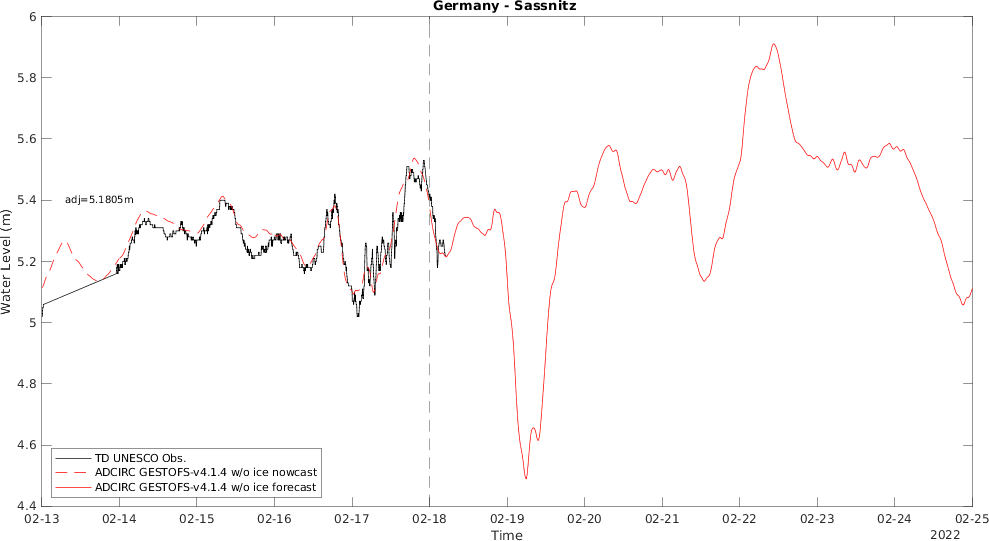 Germany - Sassnitz
6
5.8
5.6
5.4
5.2
5
4.8
4.6
4.4
Water Level (m)
adj=5.1805m
TD UNESCO Obs.
ADCIRC GESTOFS-v4.1.4 w/o ice nowcast
ADCIRC GESTOFS-v4.1.4 w/o ice forecast
02-13 02-14 02-15 02-16 02-17 02-18 02-19 02-20 02-21 02-22 02-23 02-24 02-25
Time
2022